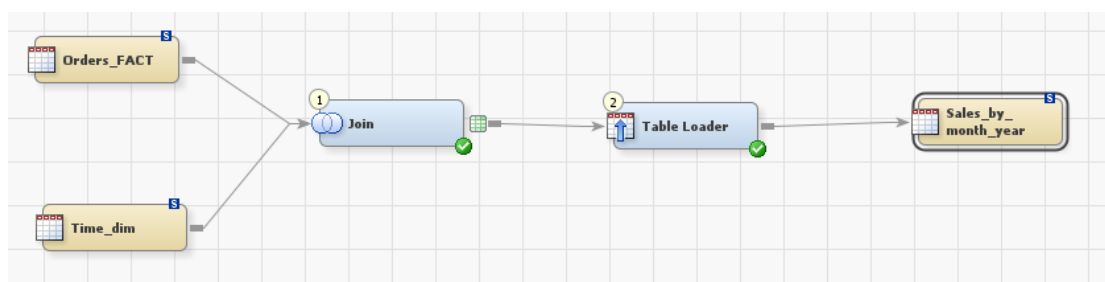 S
Orders_FACT
1
Join
2
Table Loader
S
Sales_by_
month_year
S
Time_dim